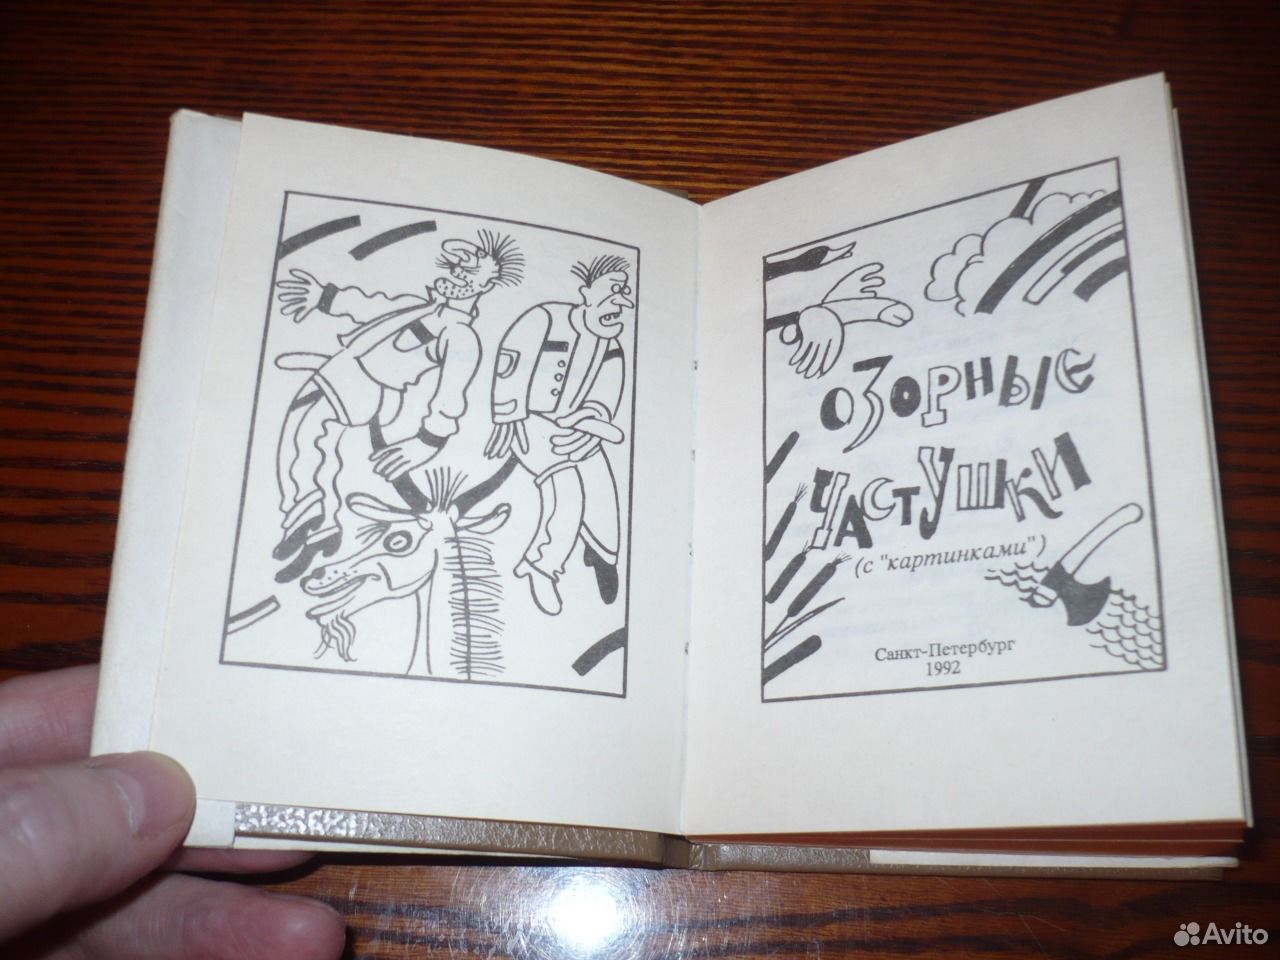 ОЗОРНЫЕ
ЧАСТУШКИ
(с "картинками")
Санкт-Петербург
1992
Avito